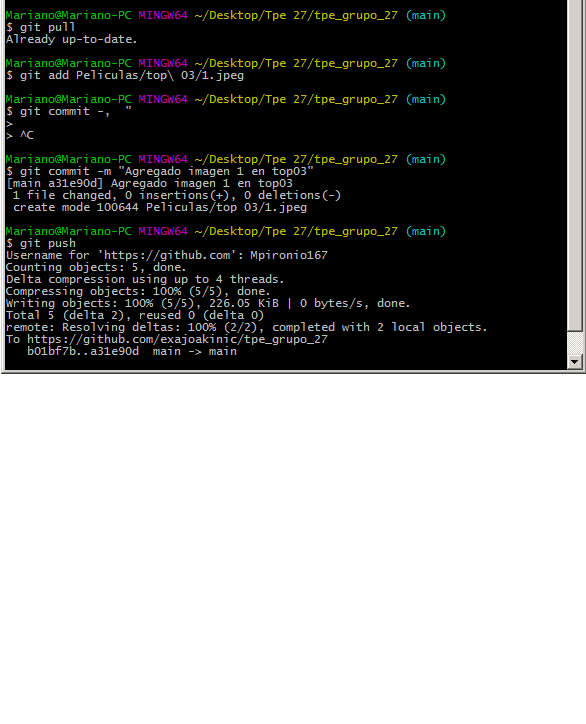 Mariano@Mariano-PC MINGW64 ~/Desktop/Tpe 27/tpe_grupo_27 (main)
$ git pull
Already up-to-date.
Mariano@Mariano-PC MINGW64 ~/Desktop/Tpe 27/tpe_grupo_27 (main)
$ git add Peliculas/top\ 03/1.jpeg
Mariano@Mariano-PC MINGW64 ~/Desktop/Tpe 27/tpe_grupo_27 (main)
$ git commit -,  "
>
> ^C
Mariano@Mariano-PC MINGW64 ~/Desktop/Tpe 27/tpe_grupo_27 (main)
$ git commit -m "Agregado imagen 1 en top03"
[main a31e90d] Agregado imagen 1 en top03
 1 file changed, 0 insertions(+), 0 deletions(-)
 create mode 100644 Peliculas/top 03/1.jpeg
Mariano@Mariano-PC MINGW64 ~/Desktop/Tpe 27/tpe_grupo_27 (main)
$ git push
Username for 'https://github.com': Mpironio167
Counting objects: 5, done.
Delta compression using up to 4 threads.
Compressing objects: 100% (5/5), done.
Writing objects: 100% (5/5), 226.05 KiB | 0 bytes/s, done.
Total 5 (delta 2), reused 0 (delta 0)
remote: Resolving deltas: 100% (2/2), completed with 2 local objects.
To https://github.com/exajoakinic/tpe_grupo_27
   b01bf7b..a31e90d  main -> main